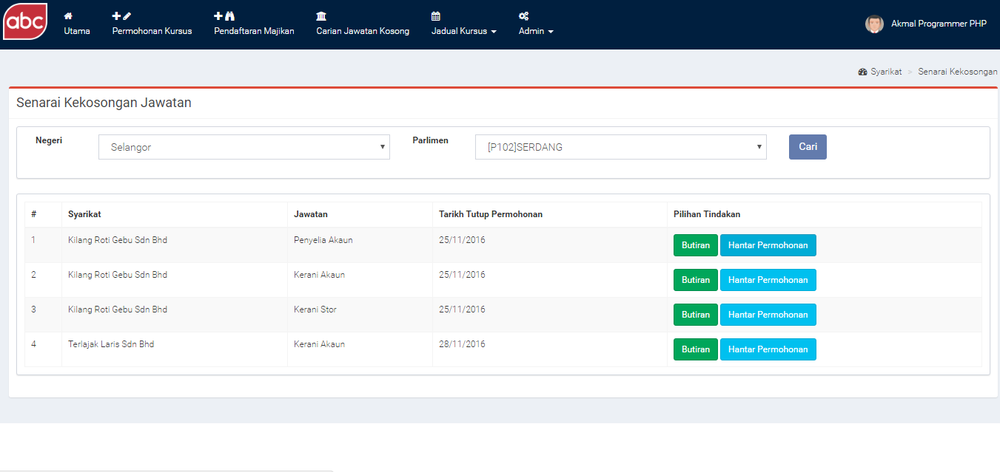 abc
Utama
Permohonan Kursus
Pendaftaran Majikan
Carian Jawatan Kosong
Jadual Kursus
Admin
Akmal Programmer PHP
Syarikat > Senarai Kekosongan
Senarai Kekosongan Jawatan
Negeri Selangor Parlimen [P102]SERDANG Cari
# Syarikat Jawatan Tarikh Tutup Permohonan Pilihan Tindakan
1 Kilang Roti Gebu Sdn Bhd Penyelia Akaun 25/11/2016 Butiran Hantar Permohonan
2 Kilang Roti Gebu Sdn Bhd Kerani Akaun 25/11/2016 Butiran Hantar Permohonan
3 Kilang Roti Gebu Sdn Bhd Kerani Stor 25/11/2016 Butiran Hantar Permohonan
4 Terlajak Laris Sdn Bhd Kerani Akaun 28/11/2016 Butiran Hantar Permohonan